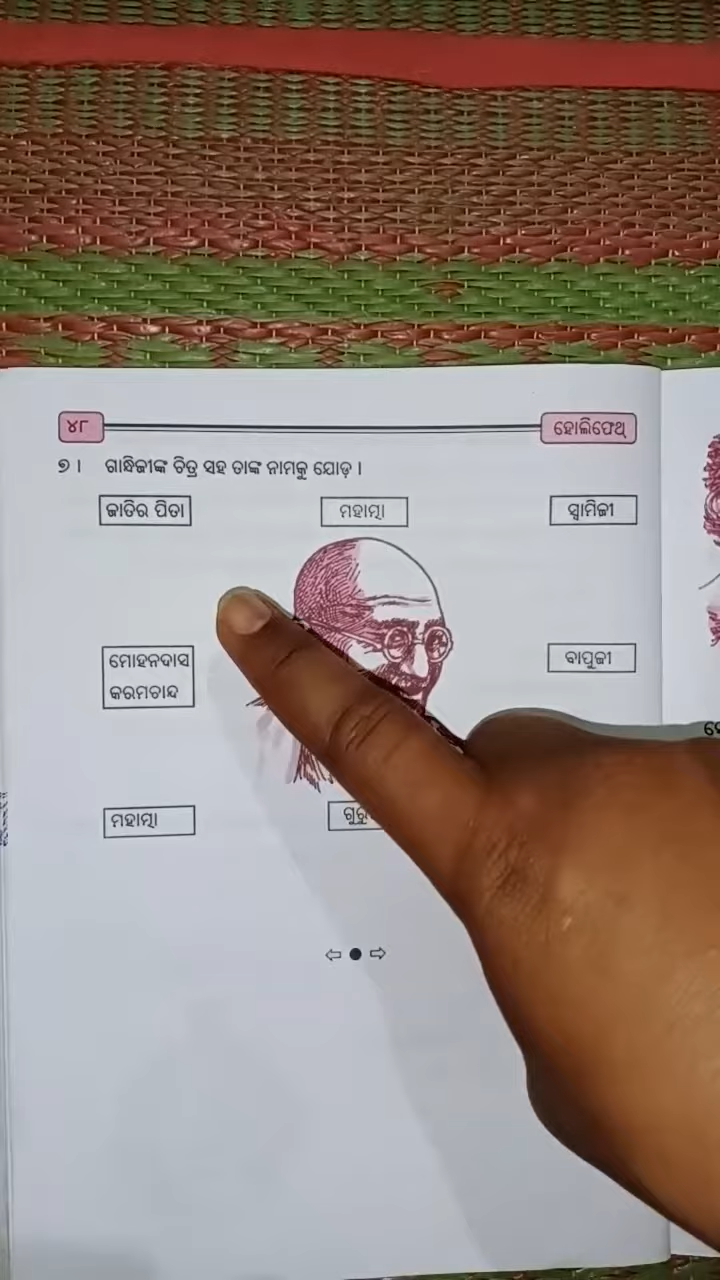 ୪୮
ହୋଲିଫେଥ୍
୭ । ଗାନ୍ଧିଜୀଙ୍କ ଚିତ୍ର ସହ ତାଙ୍କ ନାମକୁ ଯୋଡ଼ ।
ଜାତିର ପିତା
ମହାତ୍ମା
ସ୍ୱାମିଜୀ
ମୋହନଦାସ
କରମଚାନ୍ଦ
ବାପୁଜୀ
ମହାତ୍ମା